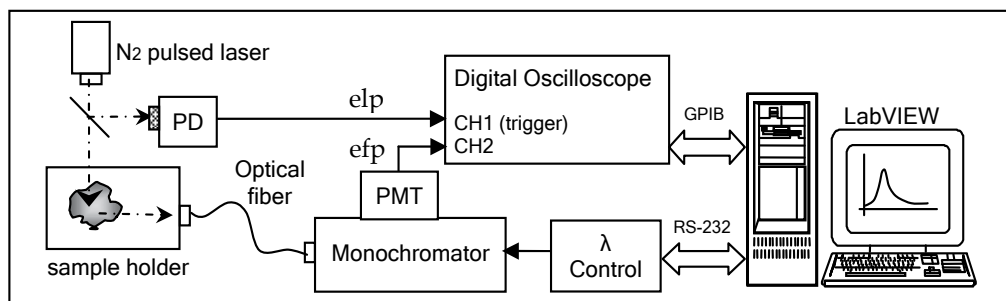 N2 pulsed laser
PD
elp
Digital Oscilloscope
CH1 (trigger)
CH2
efp
GPIB
LabVIEW
Optical
fiber
PMT
sample holder
Monochromator
λ
Control
RS-232